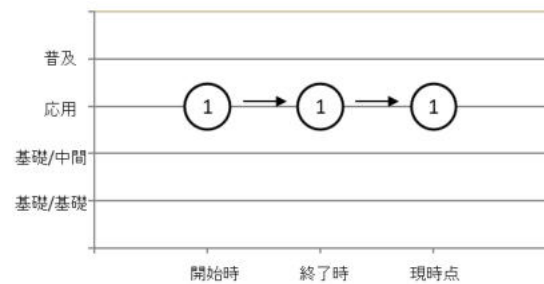 普及
応用
1 1 1
基礎/中間
基礎/基礎
開始時 終了時 現時点